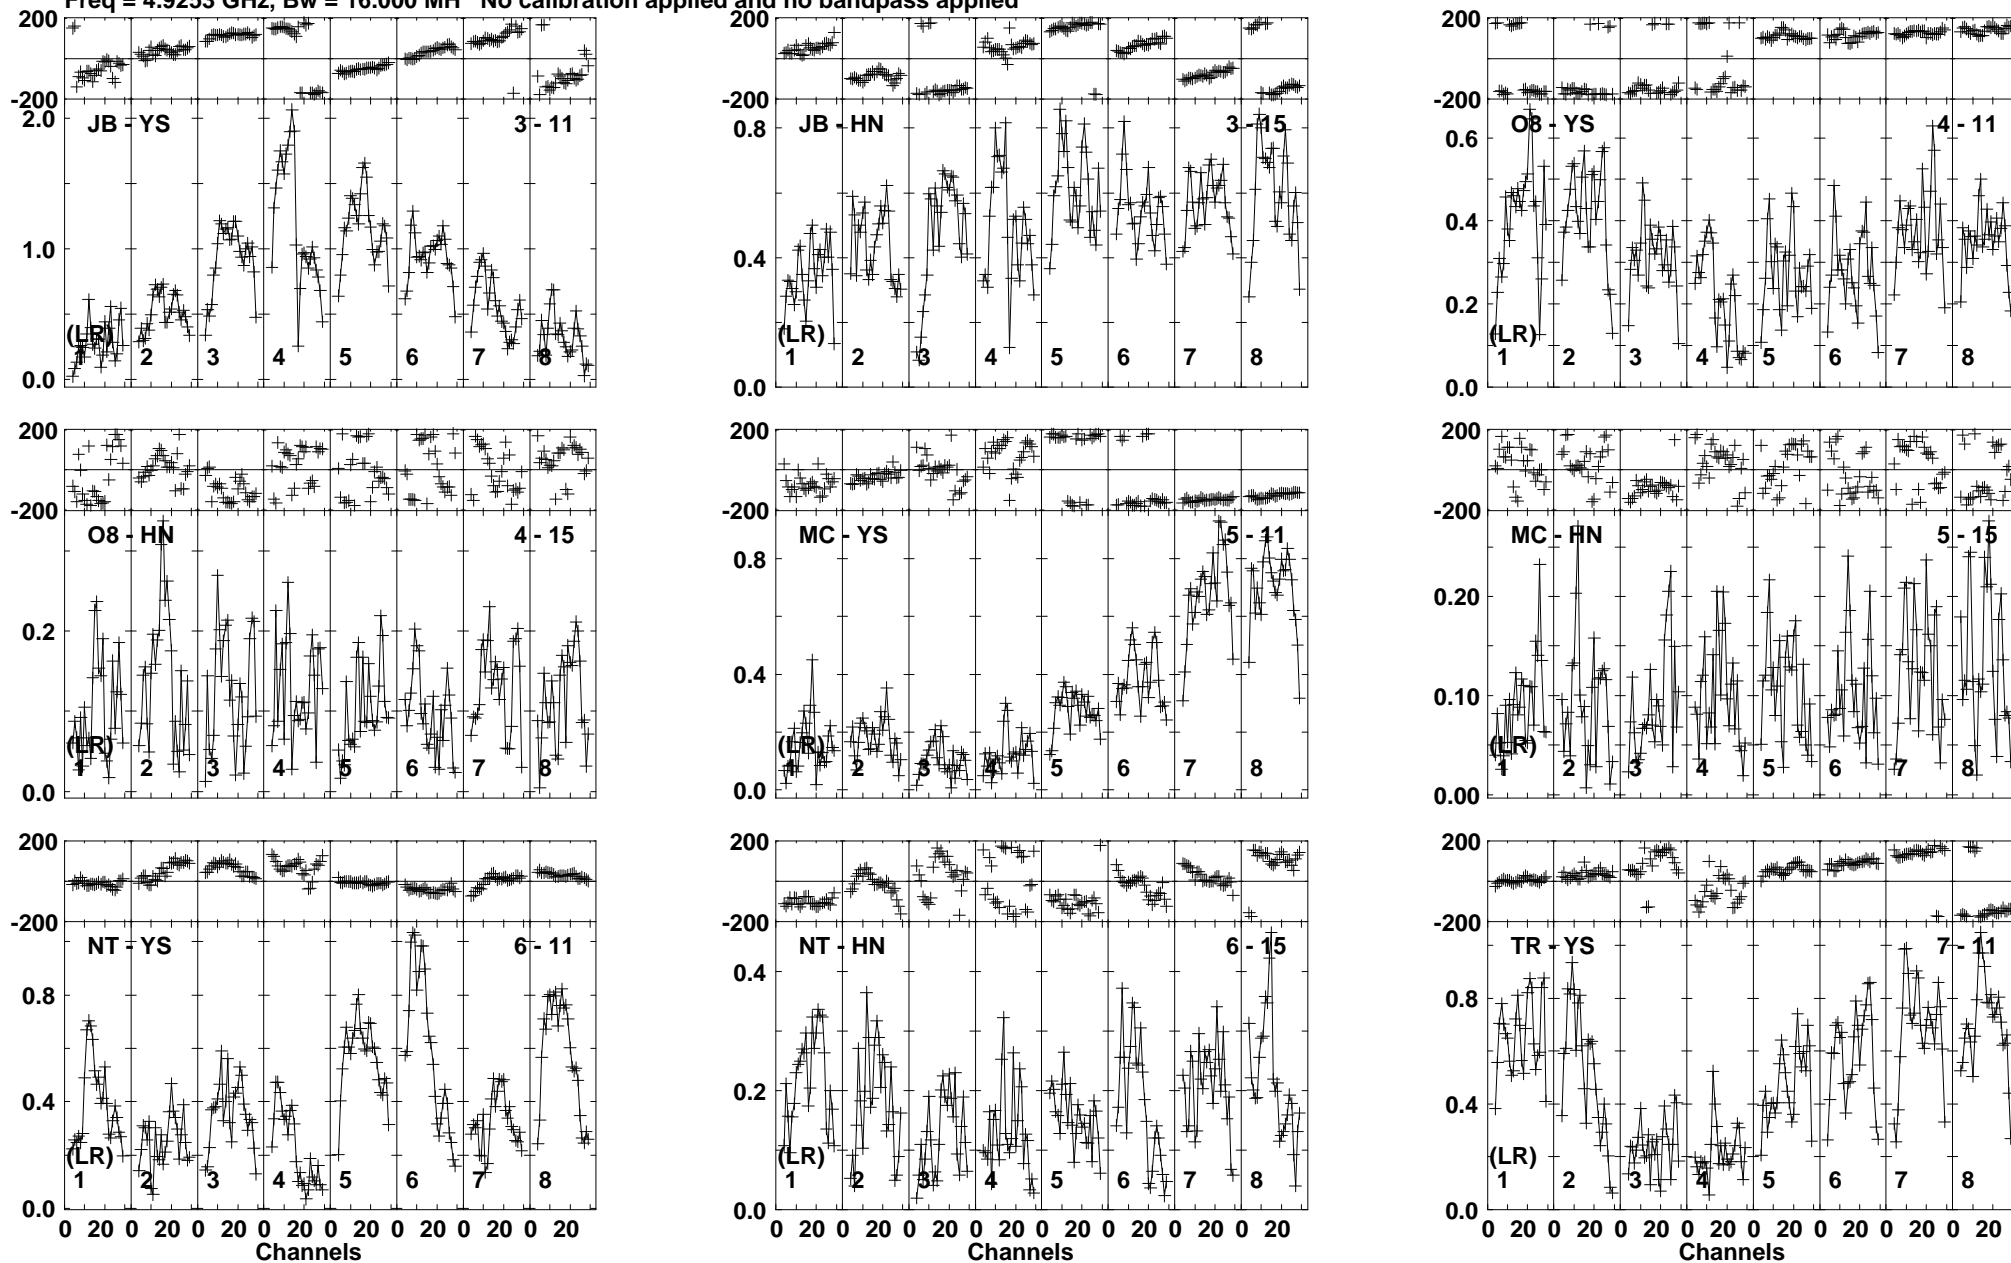 Freq = 4.9253 GHz, Bw = 16.000 MH No calibration applied and no bandpass applied
200 200 200
-200 -200 -200
2.0 JB - YS 3 - 11
0.8 JB - HN 3 - 15
0.6 O8 - YS 4 - 11
1.0 0.4 0.4
0.2
(LR) (LR) (LR)
1 2 3 4 5 6 7 8
1 2 3 4 5 6 7 8
1 2 3 4 5 6 7 8
0.0 0.0 0.0
200 200 200
-200 -200 -200
O8 - HN 4 - 15
0.8 MC - YS 5 - 11
MC - HN 5 - 15
0.2 0.4 0.20
0.10
(LR) (LR) (LR)
1 2 3 4 5 6 7 8
1 2 3 4 5 6 7 8
1 2 3 4 5 6 7 8
0.0 0.0 0.00
200 200 200
-200 -200 -200
NT - YS 6 - 11
NT - HN 6 - 15
TR - YS 7 - 11
0.8 0.4 0.8
0.4 0.2 0.4
(LR) (LR) (LR)
1 2 3 4 5 6 7 8
1 2 3 4 5 6 7 8
1 2 3 4 5 6 7 8
0.0 0.0 0.0
0 20 0 20 0 20 0 20 0 20 0 20 0 20 0 20
0 20 0 20 0 20 0 20 0 20 0 20 0 20 0 20
0 20 0 20 0 20 0 20 0 20 0 20 0 20 0 20
Channels Channels Channels